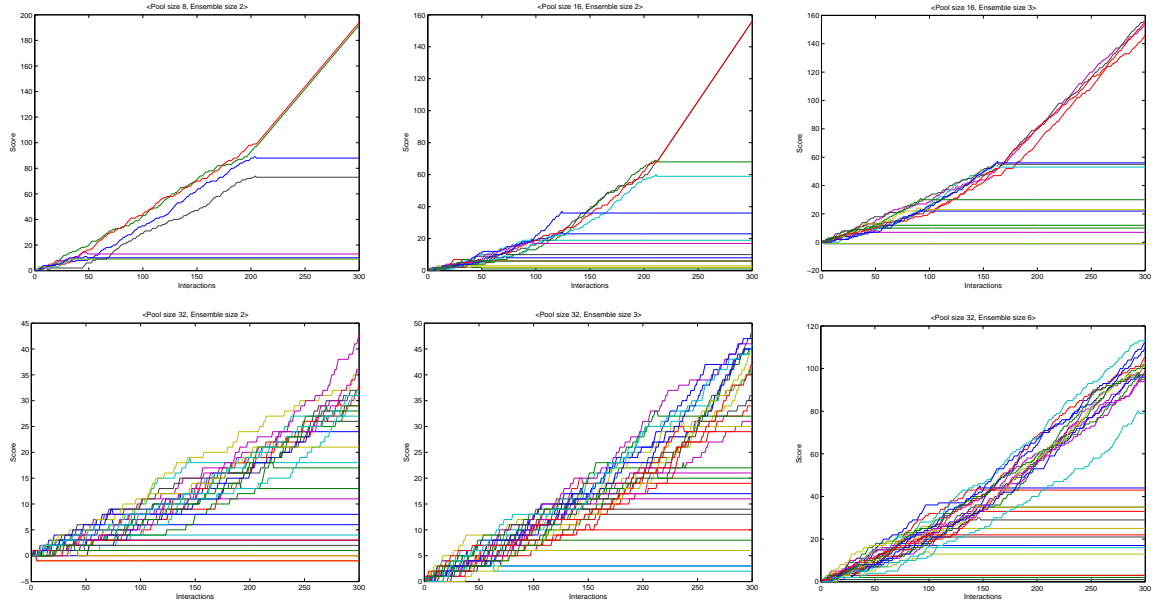 <Pool size 8, Ensemble size 2>
200
180
160
140
120
100
80
60
40
20
0
Score
0 50 100 150 200 250 300
Interactions
<Pool size 16, Ensemble size 2>
160
140
120
100
80
60
40
20
0
Score
0 50 100 150 200 250 300
Interactions
<Pool size 16, Ensemble size 3>
160
140
120
100
80
60
40
20
0
−20
Score
0 50 100 150 200 250 300
Interactions
<Pool size 32, Ensemble size 2>
45
40
35
30
25
20
15
10
5
0
−5
Score
0 50 100 150 200 250 300
Interactions
<Pool size 32, Ensemble size 3>
50
45
40
35
30
25
20
15
10
5
0
Score
0 50 100 150 200 250 300
Interactions
<Pool size 32, Ensemble size 6>
120
100
80
60
40
20
0
Score
0 50 100 150 200 250 300
Interactions